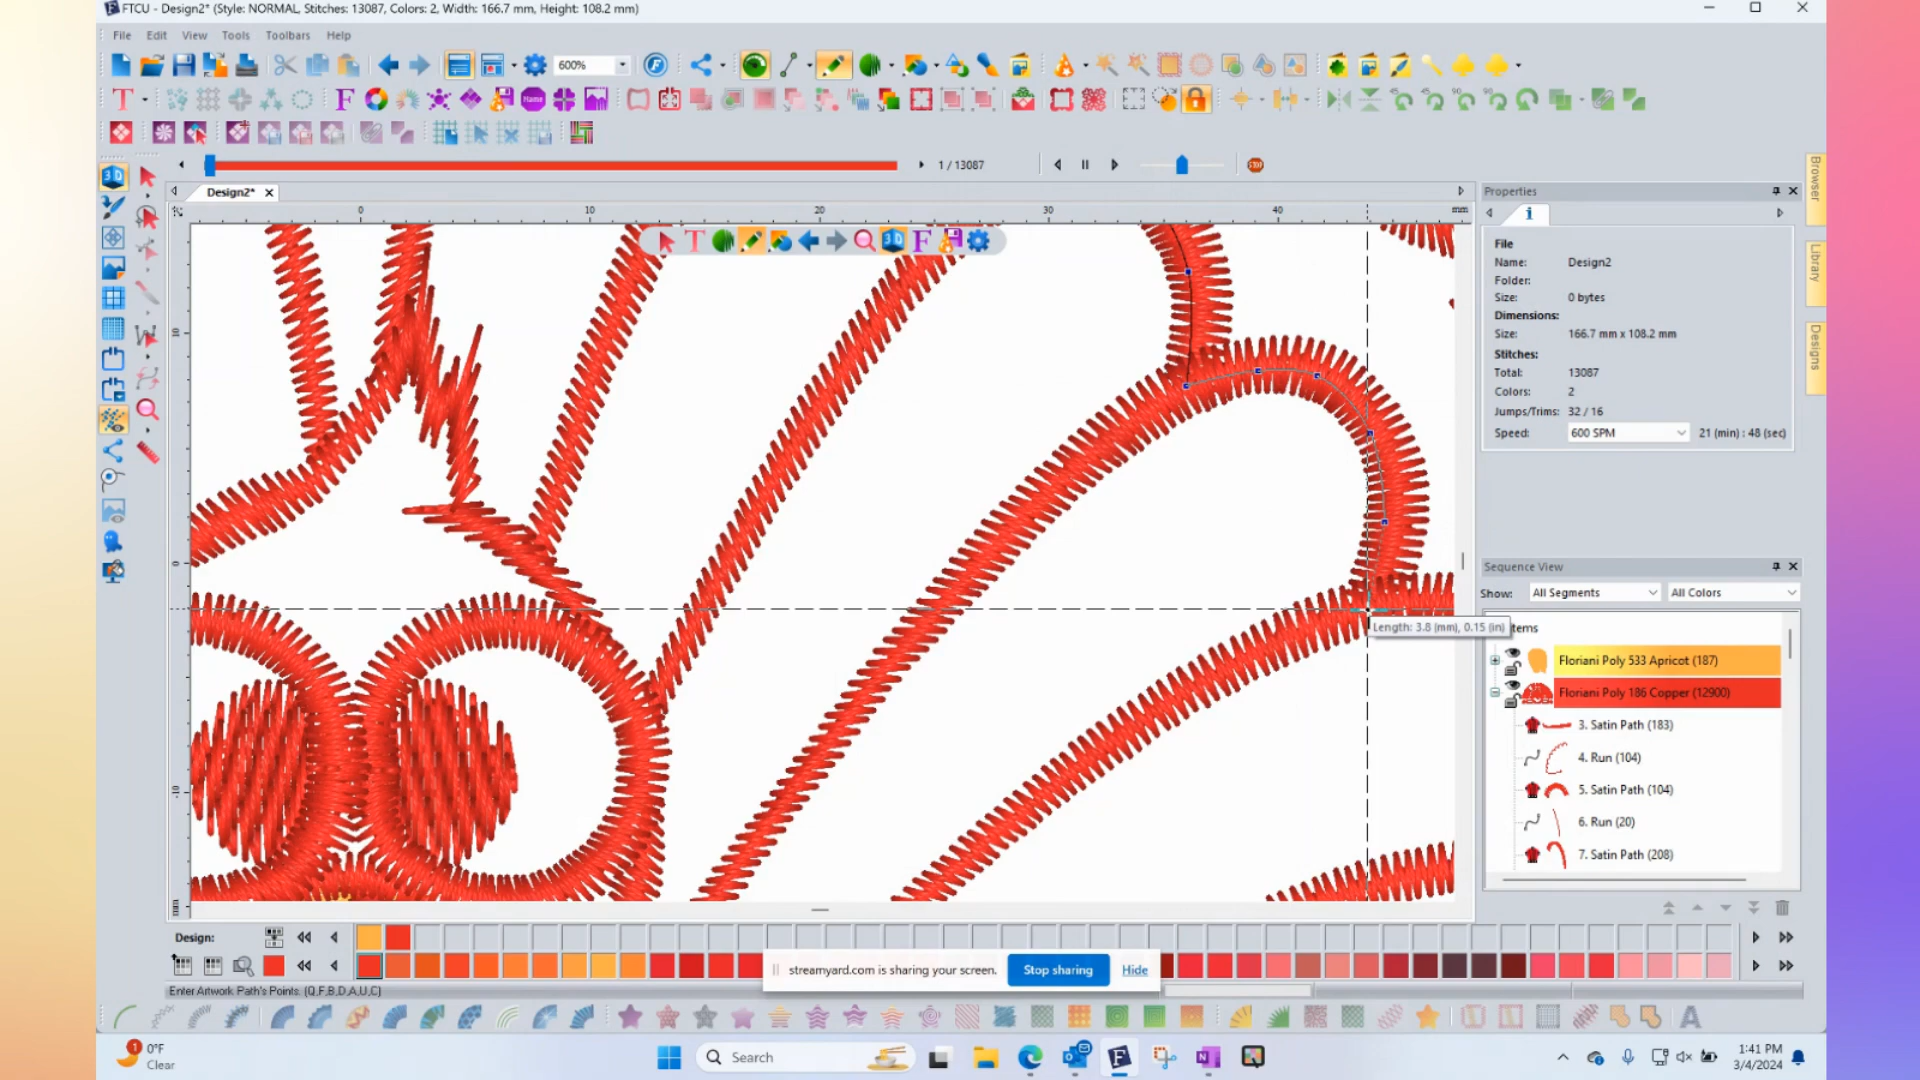 FTCU - Design2* (Style: NORMAL, Stitches: 13087, Colors: 2, Width: 166.7 mm, Height: 108.2 mm)
File Edit View Tools Toolbars Help
600%
1 / 13087
Design2*
0 10 20 30 40 mm
Properties
File
Name: Design2
Folder:
Size: 0 bytes
Dimensions:
Size: 166.7 mm x 108.2 mm
Stitches:
Total: 13087
Colors: 2
Jumps/Trims: 32 / 16
Speed: 600 SPM 21 (min) : 48 (sec)
Browser
Library
Designs
Length: 3.8 (mm), 0.15 (in)
Sequence View
Show: All Segments All Colors
tems
Floriani Poly 533 Apricot (187)
Floriani Poly 186 Copper (12900)
3. Satin Path (183)
4. Run (104)
5. Satin Path (104)
6. Run (20)
7. Satin Path (208)
Design:
streamyard.com is sharing your screen. Stop sharing Hide
Enter Artwork Path's Points: (Q,F,B,D,A,U,C)
0°F
Clear
Search
1:41 PM
3/4/2024